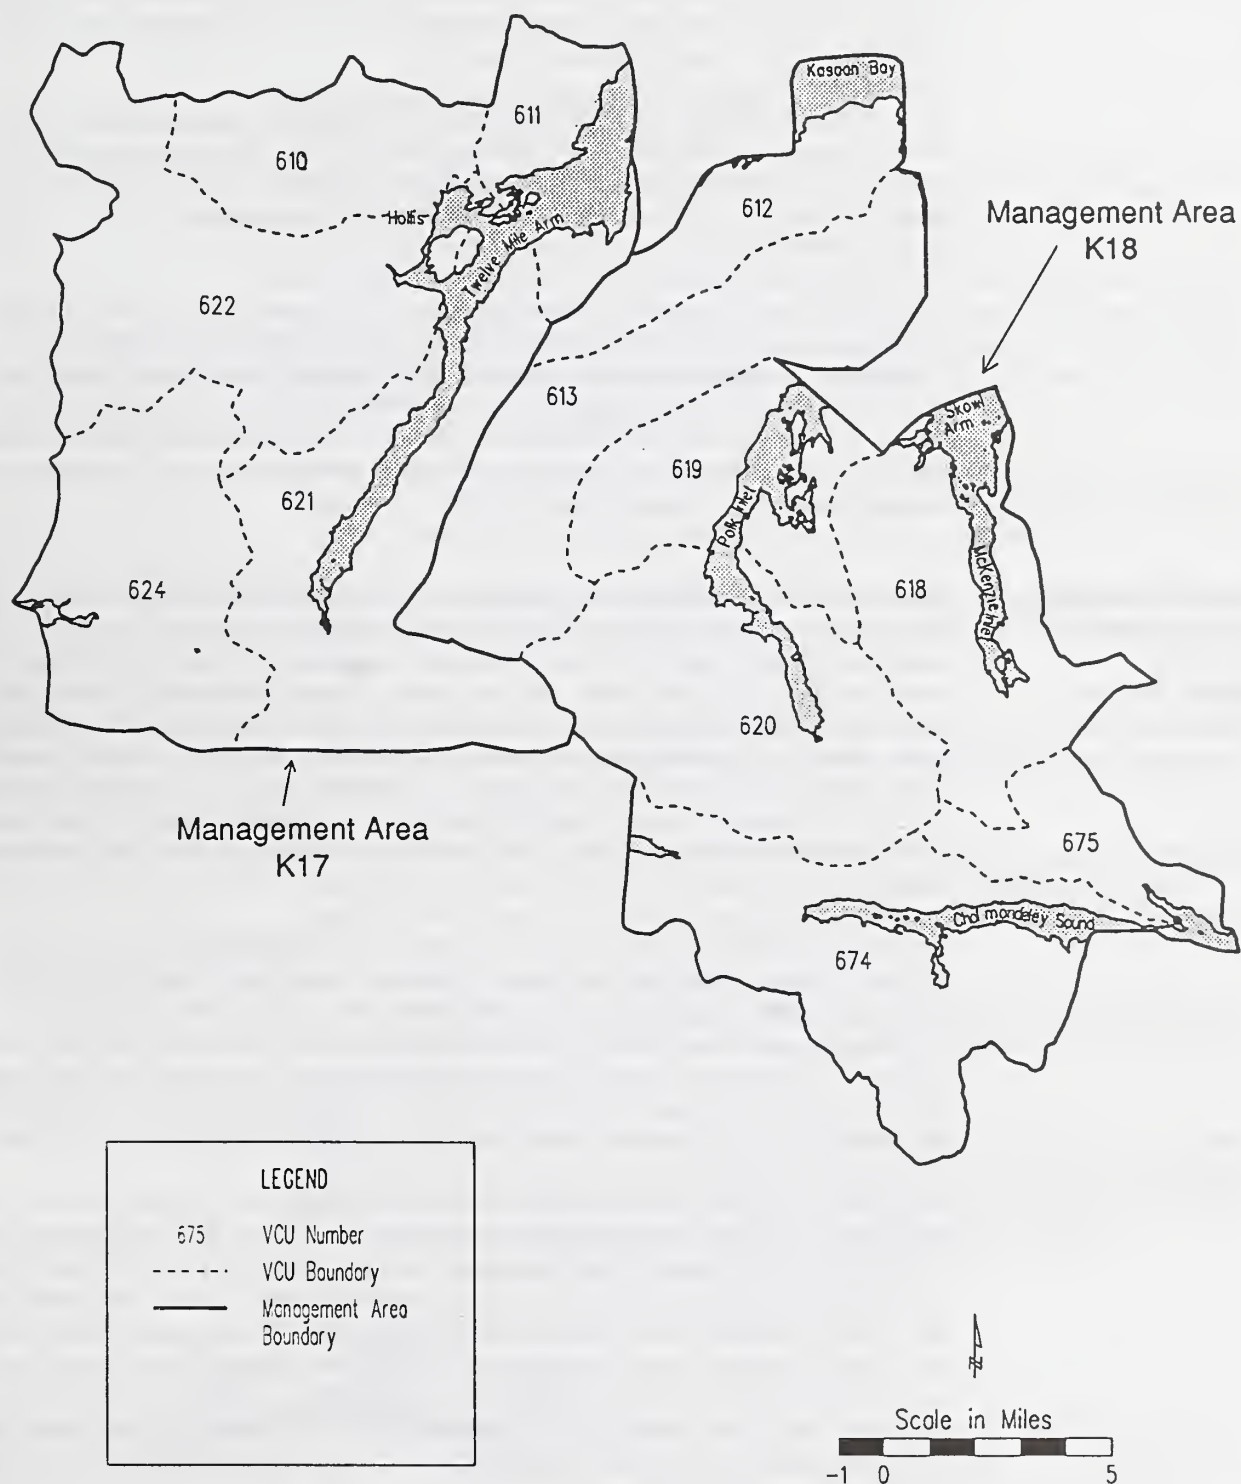 Kasaan Bay
611
610
612
Hollis
Twelve Mile Arm
Management Area
K18
622
613
Skowl
Arm
619
621
Polk Inlet
McKenzie Inlet
624
618
620
Management Area
K17
675
Cholmondeley Sound
674
LEGEND
675 VCU Number
VCU Boundary
Management Area
Boundary
N
Scale in Miles
-1 0 5